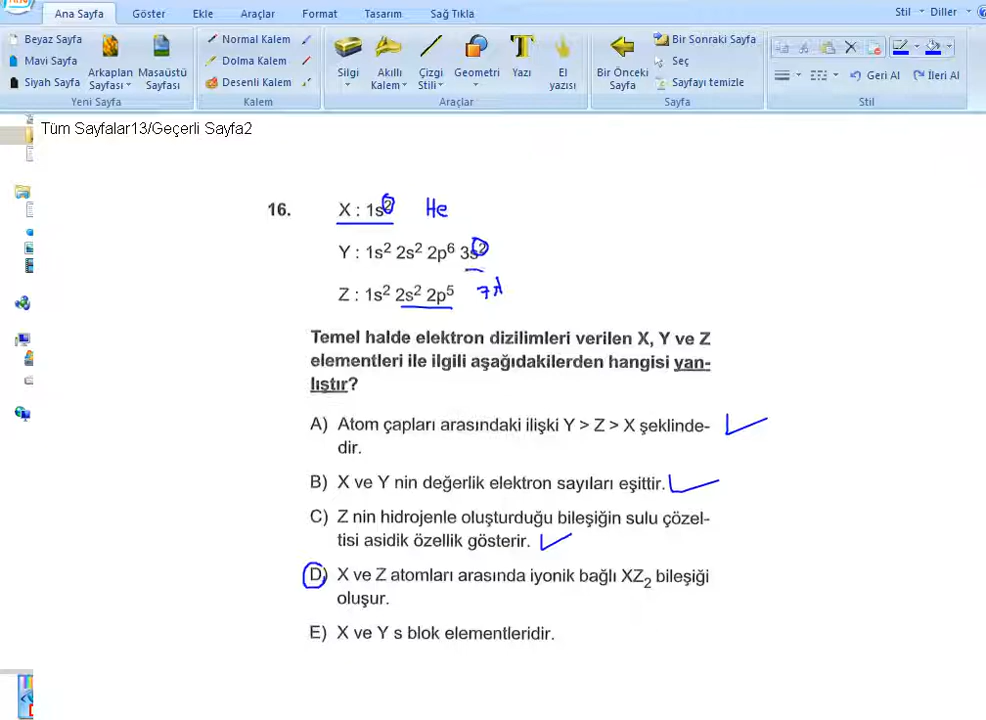 Ana Sayfa Göster Ekle Araçlar Format Tasarım Sağ Tıkla Stil Diller
Beyaz Sayfa
Mavi Sayfa
Siyah Sayfa
Arkaplan Sayfası
Masaüstü Sayfası
Yeni Sayfa
Normal Kalem
Dolma Kalem
Desenli Kalem
Kalem
Silgi
Akıllı Kalem
Çizgi Stili
Geometri
Yazı
El yazısı
Araçlar
Bir Önceki Sayfa
Bir Sonraki Sayfa
Seç
Sayfayı temizle
Sayfa
Geri Al
İleri Al
Stil
Tüm Sayfalar13/Geçerli Sayfa2
16. X : 1s² He
Y : 1s² 2s² 2p⁶ 3s²
Z : 1s² 2s² 2p⁵ 7A
Temel halde elektron dizilimleri verilen X, Y ve Z
elementleri ile ilgili aşağıdakilerden hangisi yan-
lıştır?
A) Atom çapları arasındaki ilişki Y > Z > X şeklinde-
dir.
B) X ve Y nin değerlik elektron sayıları eşittir.
C) Z nin hidrojenle oluşturduğu bileşiğin sulu çözel-
tisi asidik özellik gösterir.
D) X ve Z atomları arasında iyonik bağlı XZ₂ bileşiği
oluşur.
E) X ve Y s blok elementleridir.